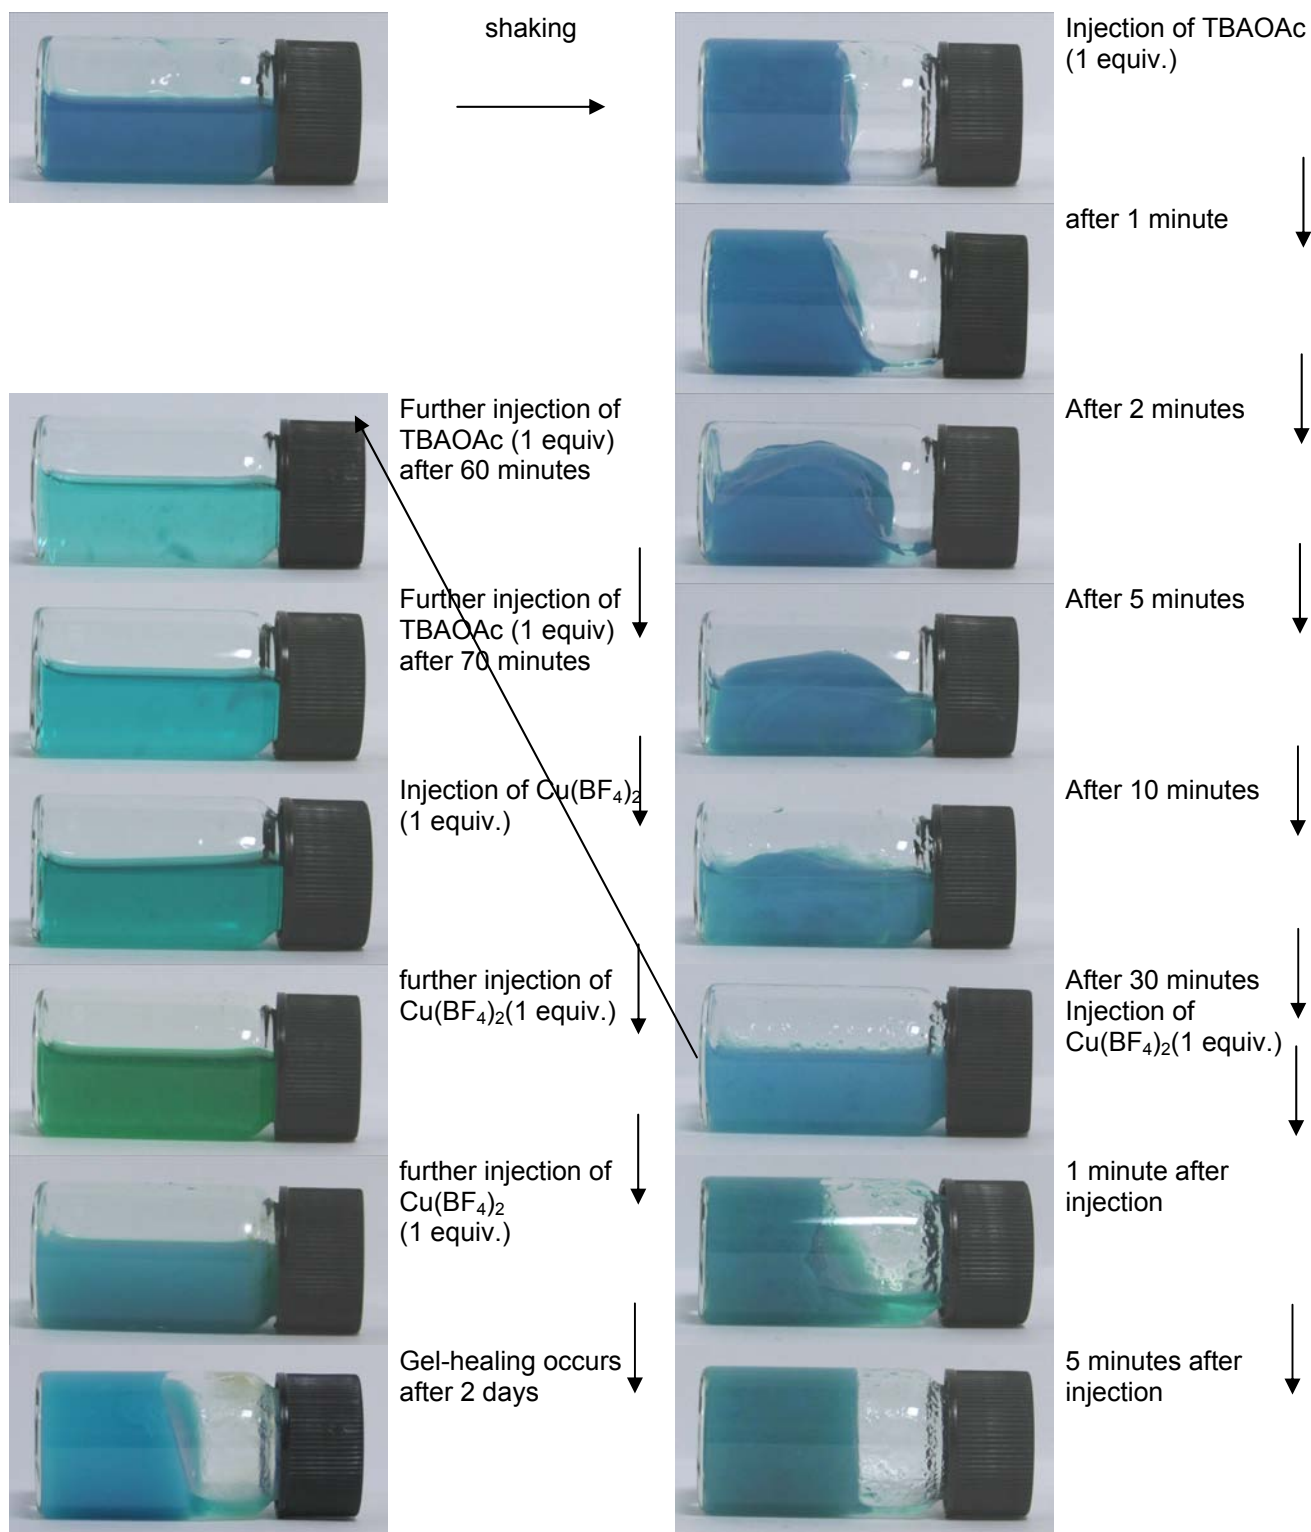 shaking
Injection of TBAOAc
(1 equiv.)
after 1 minute
After 2 minutes
After 5 minutes
After 10 minutes
After 30 minutes
Injection of
Cu(BF₄)₂(1 equiv.)
1 minute after
injection
5 minutes after
injection
Further injection of
TBAOAc (1 equiv)
after 60 minutes
Further injection of
TBAOAc (1 equiv)
after 70 minutes
Injection of Cu(BF₄)₂
(1 equiv.)
further injection of
Cu(BF₄)₂(1 equiv.)
further injection of
Cu(BF₄)₂
(1 equiv.)
Gel-healing occurs
after 2 days